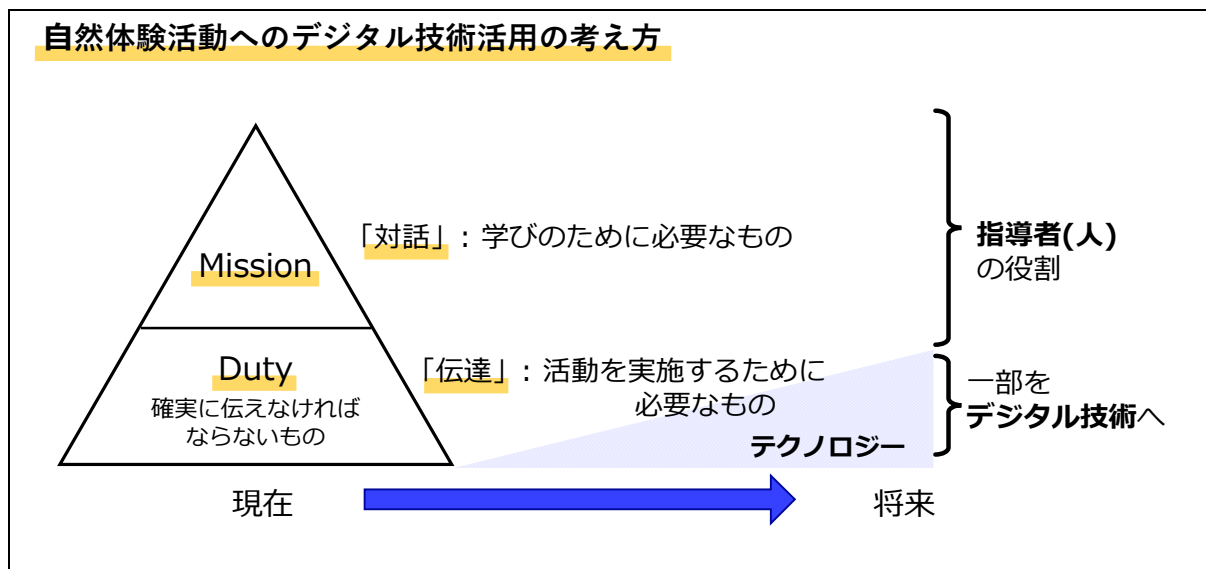 自然体験活動へのデジタル技術活用の考え方
Mission
「対話」: 学びのために必要なもの
指導者(人)
の役割
Duty
確実に伝えなければ
ならないもの
「伝達」: 活動を実施するために
必要なもの
テクノロジー
一部を
デジタル技術へ
現在
将来